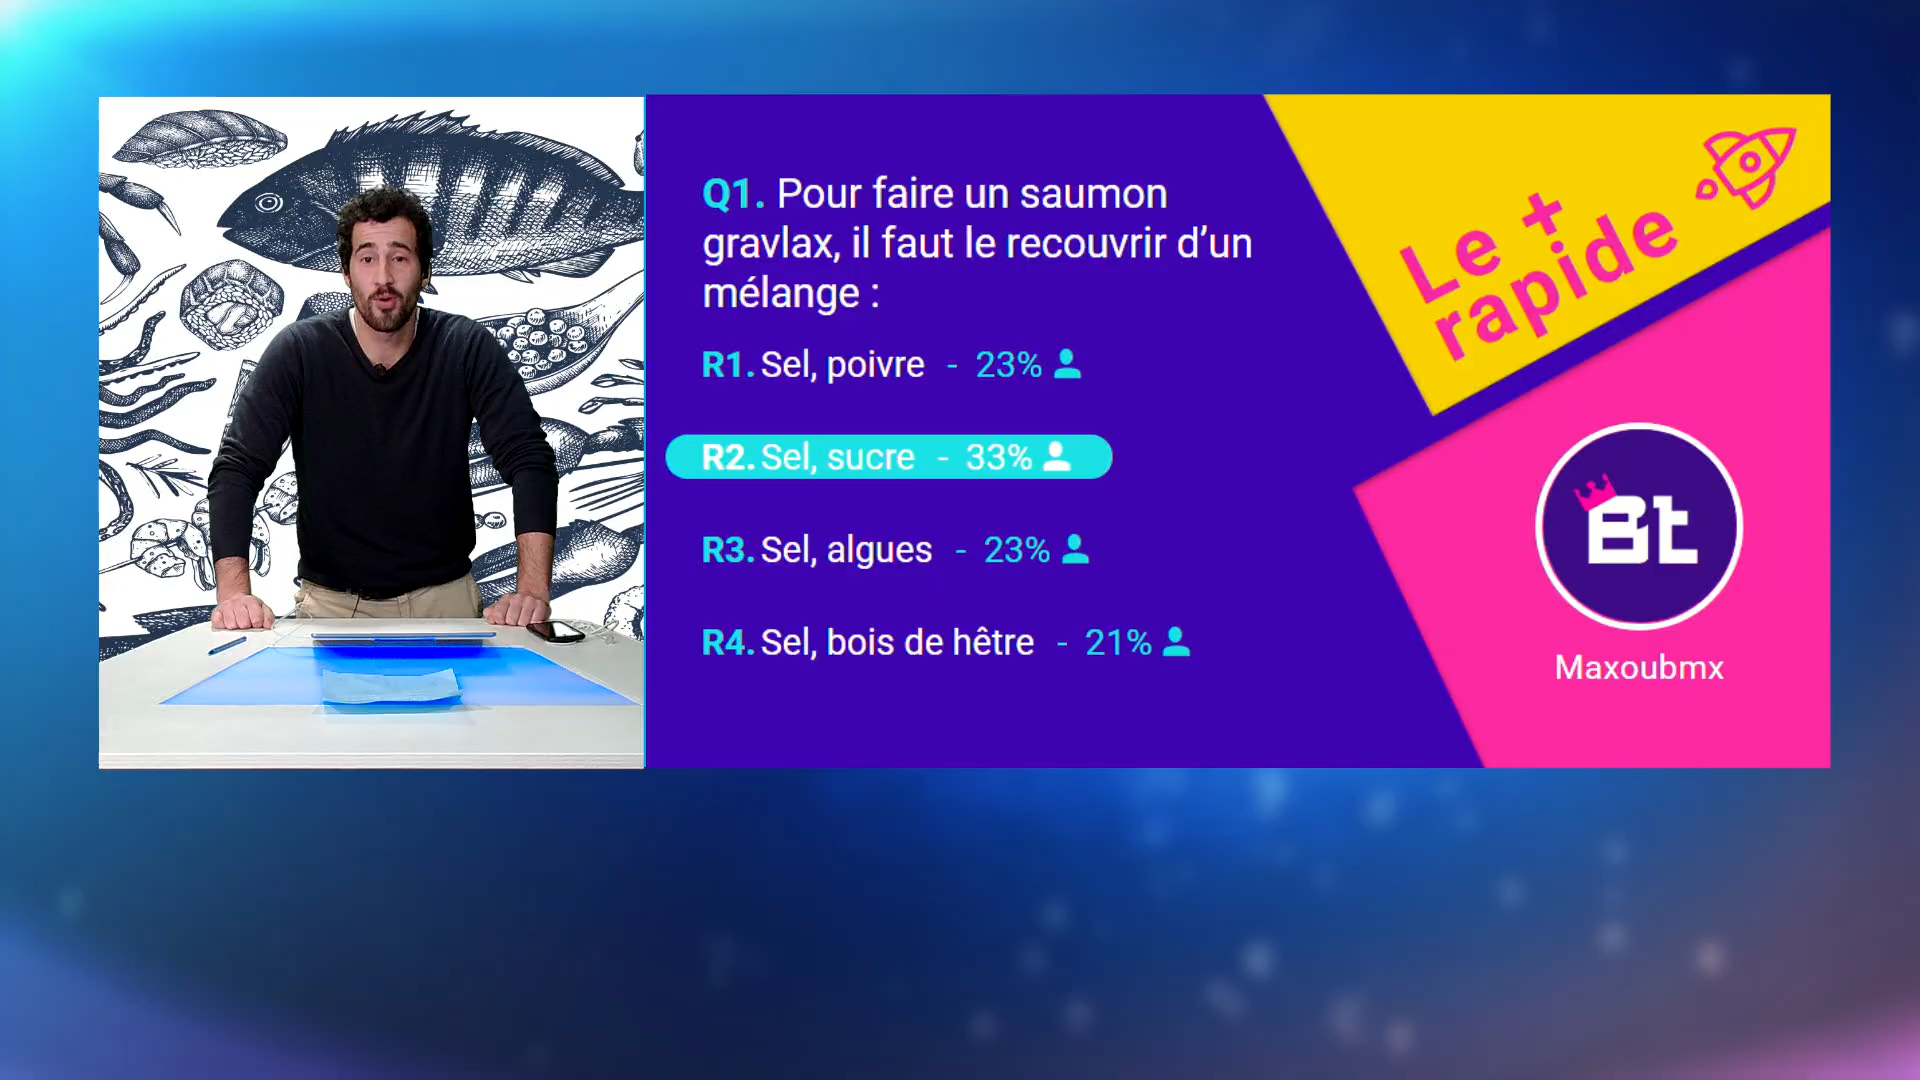 Q1. Pour faire un saumon
gravlax, il faut le recouvrir d’un
mélange :
R1. Sel, poivre - 23%
R2. Sel, sucre - 33%
R3. Sel, algues - 23%
R4. Sel, bois de hêtre - 21%
Le +
rapide
Bt
Maxoubmx